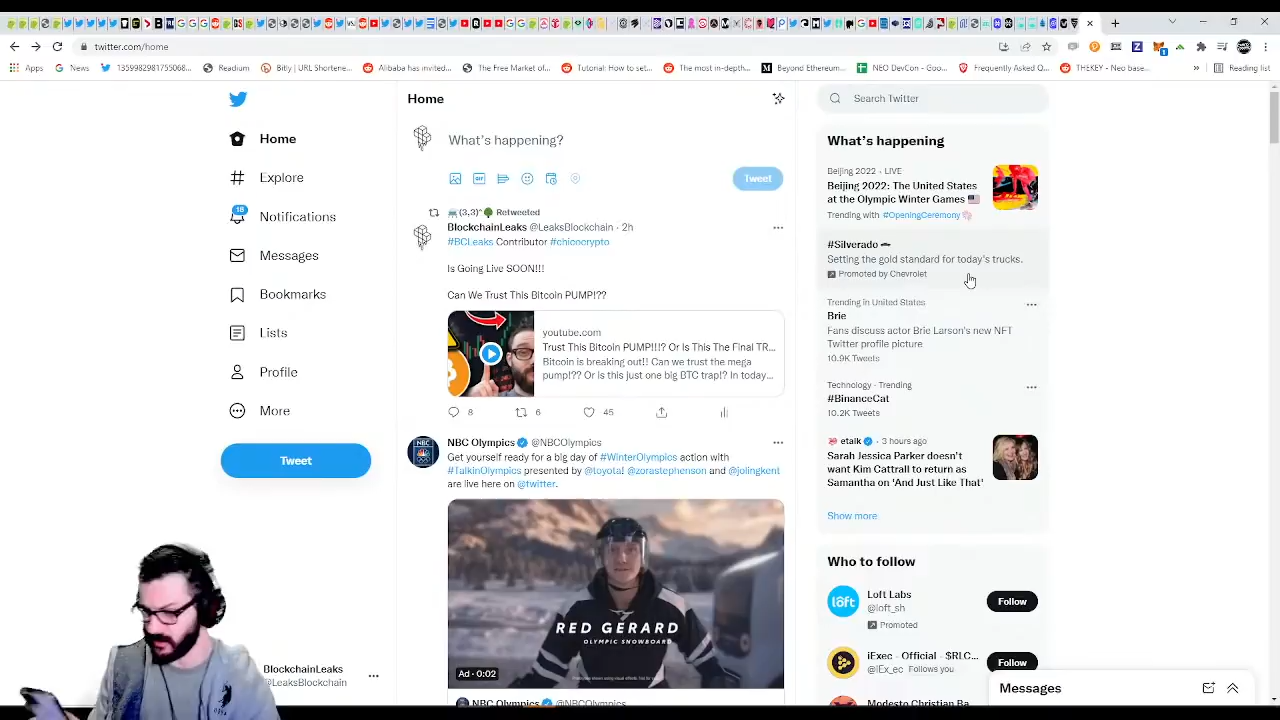 twitter.com/home
Apps
News
1359982981755068...
Readium
Bitly | URL Shortene...
Alibaba has invited...
The Free Market of...
Tutorial: How to set...
The most in-depth...
Beyond Ethereum...
NEO DevCon - Goo...
Frequently Asked Q...
THEKEY - Neo base...
Reading list
Home
Explore
18
Notifications
Messages
Bookmarks
Lists
Profile
More
Tweet
BlockchainLeaks
@LeaksBlockchain
Home
What's happening?
GIF
Tweet
(3,3)^ Retweeted
BlockchainLeaks @LeaksBlockchain · 2h
#BCLeaks Contributor #chicocrypto
Is Going Live SOON!!!
Can We Trust This Bitcoin PUMP!??
youtube.com
Trust This Bitcoin PUMP!!!? Or Is This The Final TR...
Bitcoin is breaking out!! Can we trust the mega
pump!?? Or is this just one big BTC trap!? In today...
8 6 45
NBC Olympics @NBCOlympics
Get yourself ready for a big day of #WinterOlympics action with
#TalkinOlympics presented by @toyota! @zorastephenson and @jolingkent
are live here on @twitter.
RED GERARD
OLYMPIC SNOWBOARD
Ad · 0:02
NBC Olympics @NBCOlympics
Search Twitter
What's happening
Beijing 2022 · LIVE
Beijing 2022: The United States
at the Olympic Winter Games
Trending with #OpeningCeremony
#Silverado
Setting the gold standard for today's trucks.
Promoted by Chevrolet
Trending in United States
Brie
Fans discuss actor Brie Larson's new NFT
Twitter profile picture
10.9K Tweets
Technology · Trending
#BinanceCat
10.2K Tweets
etalk · 3 hours ago
Sarah Jessica Parker doesn't
want Kim Cattrall to return as
Samantha on 'And Just Like That'
Show more
Who to follow
löft
Loft Labs
@loft_sh
Promoted
Follow
iExec - Official - $RLC...
@iEx_ec Follows you
Follow
Modesto Christian Ba...
Messages